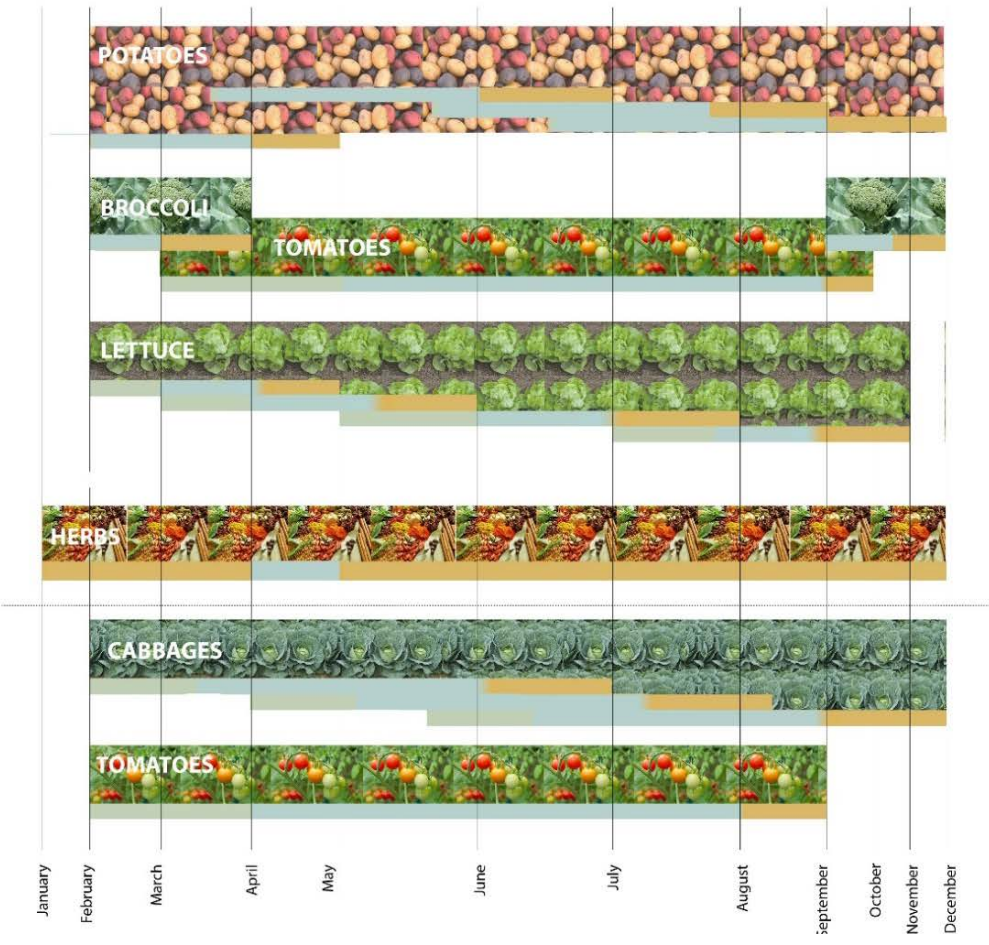 POTATOES
BROCCOLI
TOMATOES
LETTUCE
HERBS
CABBAGES
TOMATOES
January
February
March
April
May
June
July
August
September
October
November
December